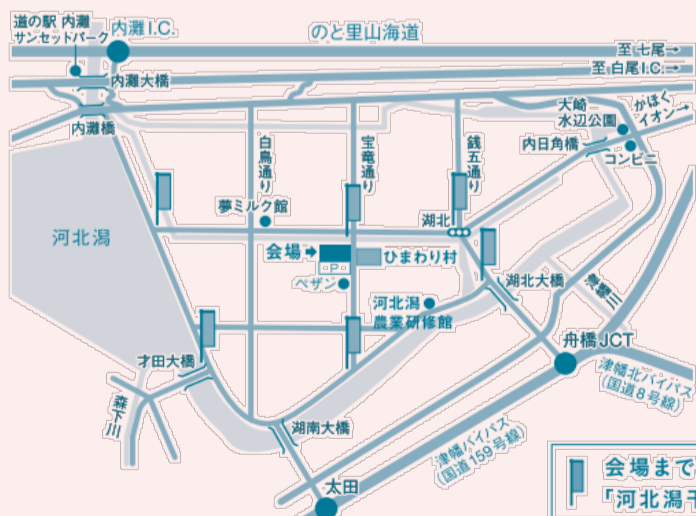 道の駅 内灘
サンセットパーク
内灘I.C.
のと里山海道
至 七尾→
至 白尾I.C.→
内灘大橋
内灘橋
大崎
水辺公園
かほく
イオン→
内日角橋
コンビニ
白鳥通り
宝竜通り
銭五通り
夢ミルク館
湖北
河北潟
会場→
P
ひまわり村
ベザン
河北潟
農業研修館
湖北大橋
津幡川
舟橋JCT
津幡北バイパス
(国道8号線)
才田大橋
森下川
湖南大橋
津幡バイパス
(国道159号線)
太田
会場まで
「河北潟